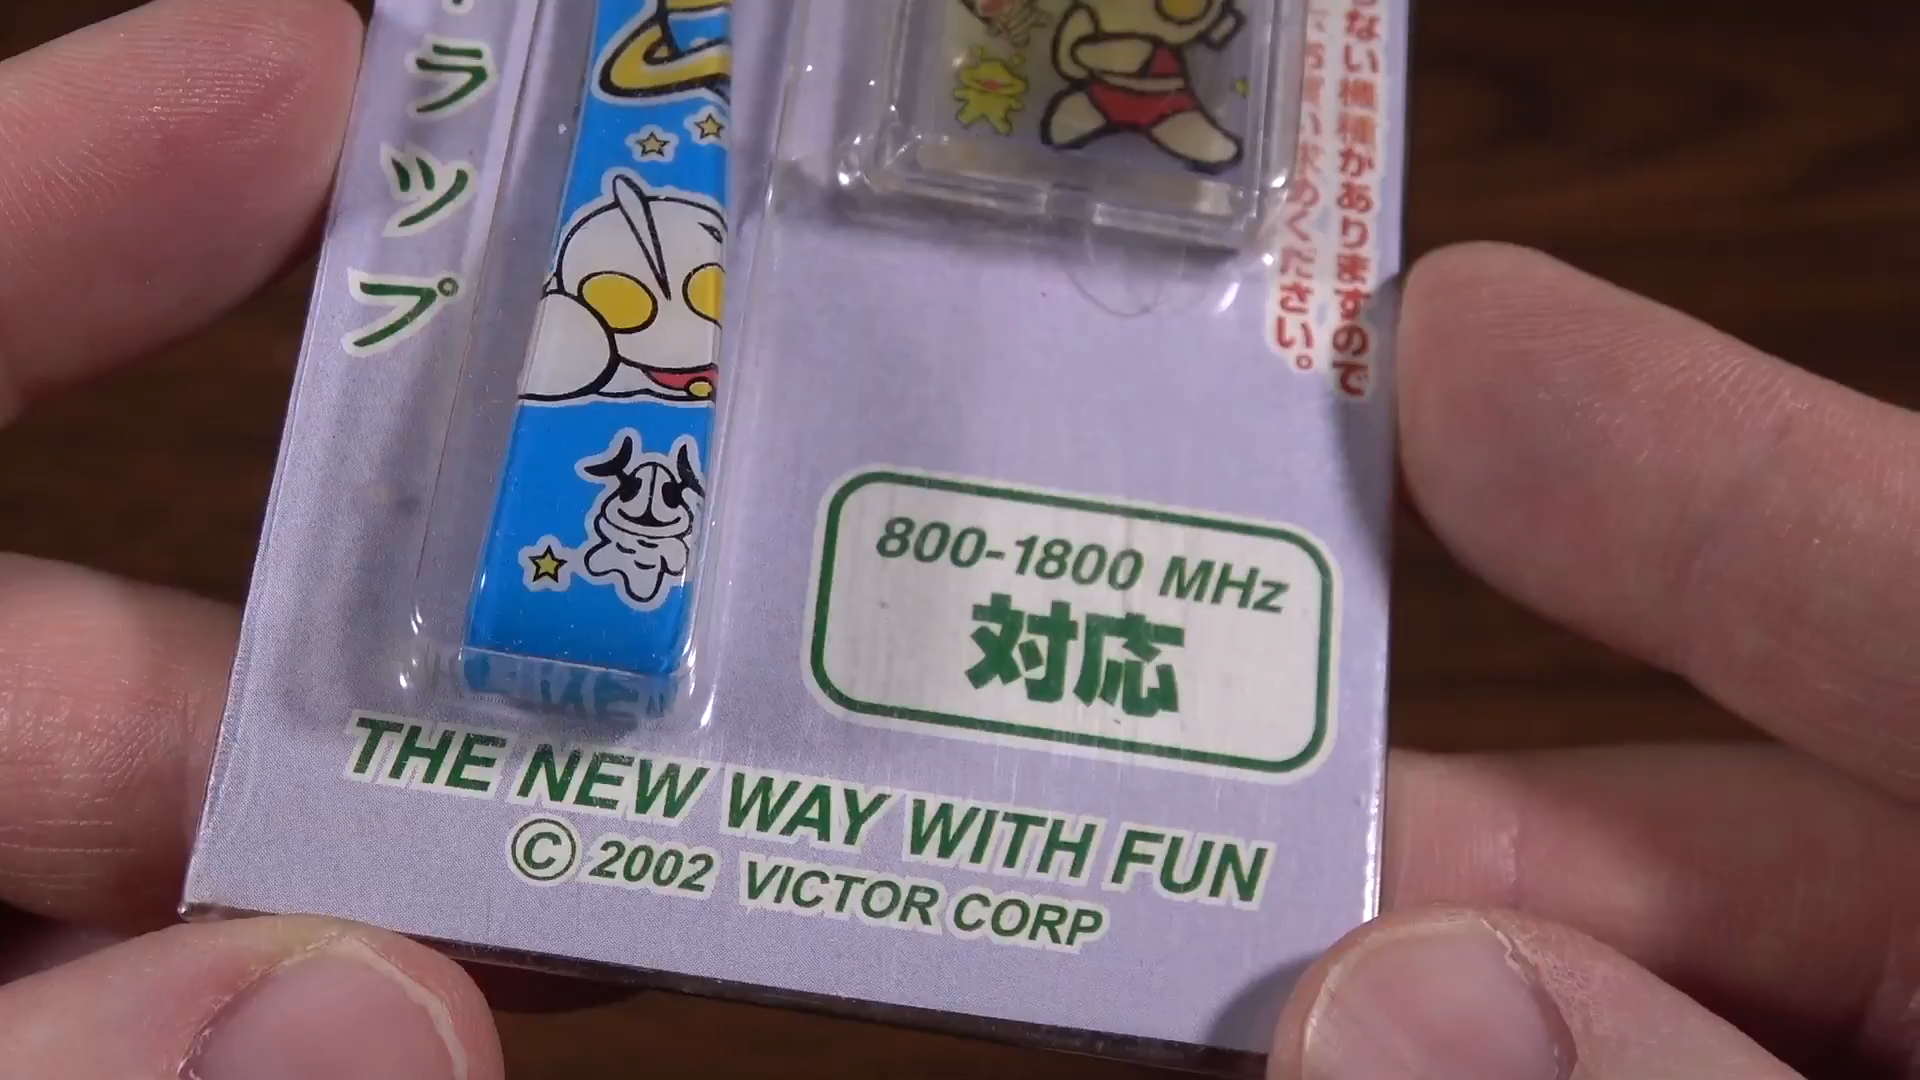 ラップ
ない機種がありますので
お買い求めください。
800-1800 MHz
対応
THE NEW WAY WITH FUN
© 2002 VICTOR CORP